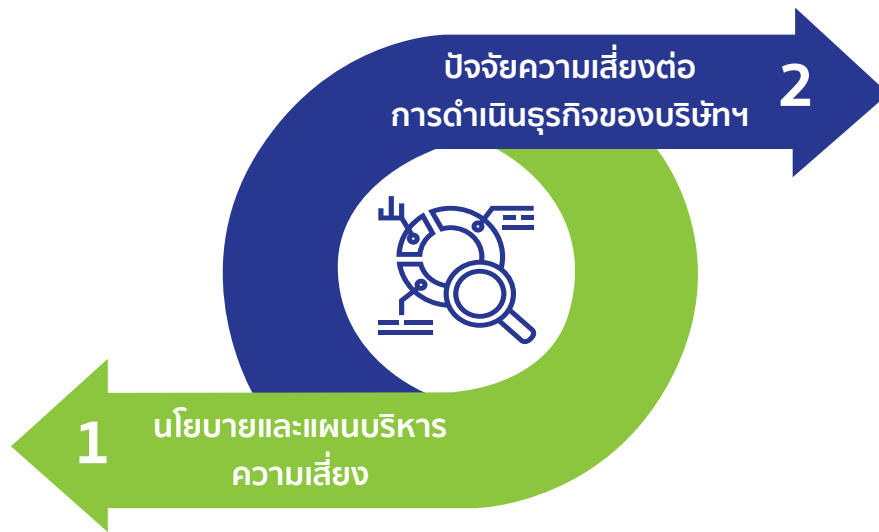 ปัจจัยความเสี่ยงต่อ
การดำเนินธุรกิจของบริษัทฯ
2
1
นโยบายและแผนบริหาร
ความเสี่ยง